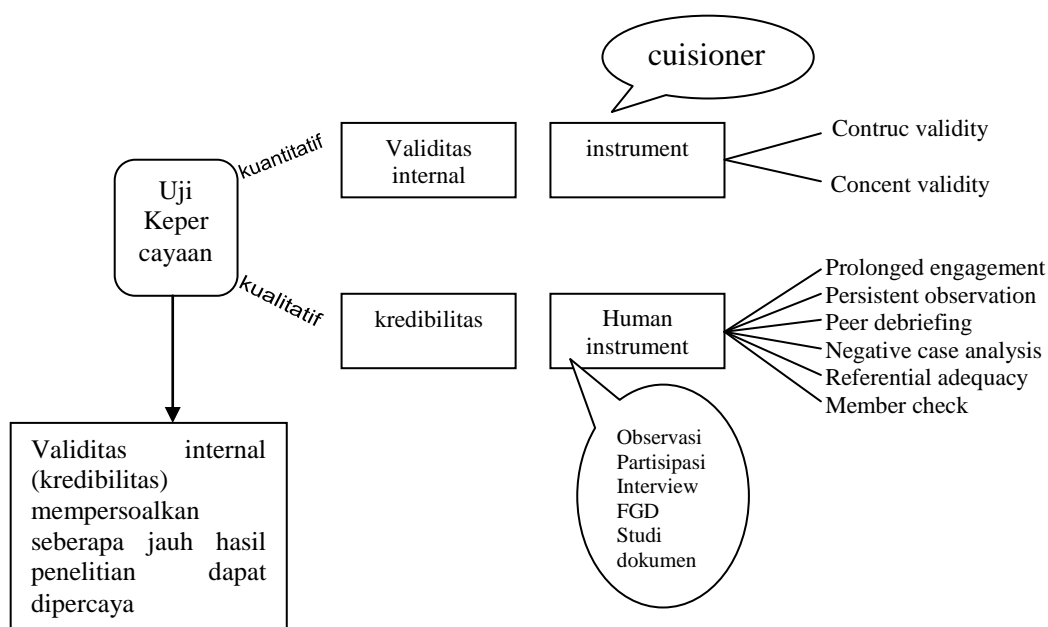 cuisioner
kuantitatif
Validitas
internal
instrument
Contruc validity
Concent validity
Uji
Keper
cayaan
kualitatif
kredibilitas
Human
instrument
Prolonged engagement
Persistent observation
Peer debriefing
Negative case analysis
Referential adequacy
Member check
Observasi
Partisipasi
Interview
FGD
Studi
dokumen
Validitas internal
(kredibilitas)
mempersoalkan
seberapa jauh hasil
penelitian dapat
dipercaya